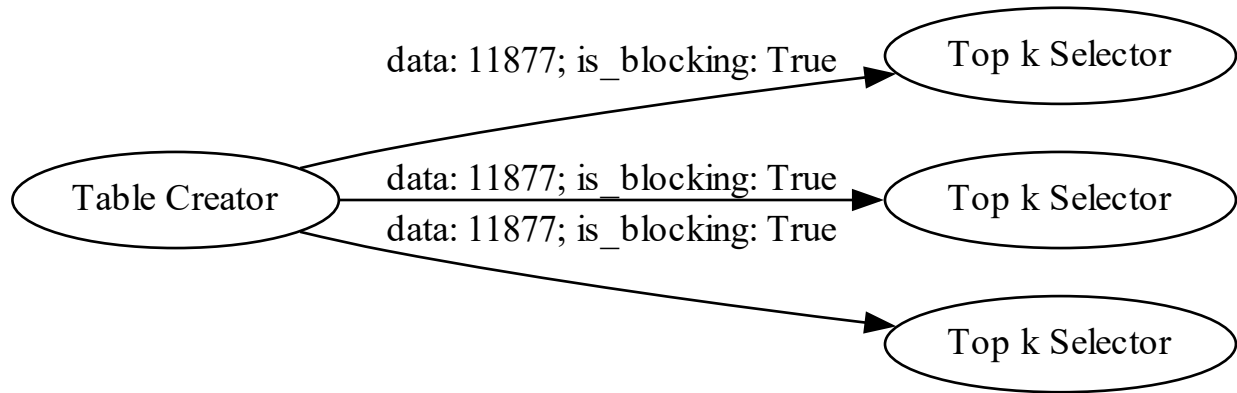 data: 11877; is_blocking: True
Top k Selector
Table Creator
data: 11877; is_blocking: True
Top k Selector
data: 11877; is_blocking: True
Top k Selector